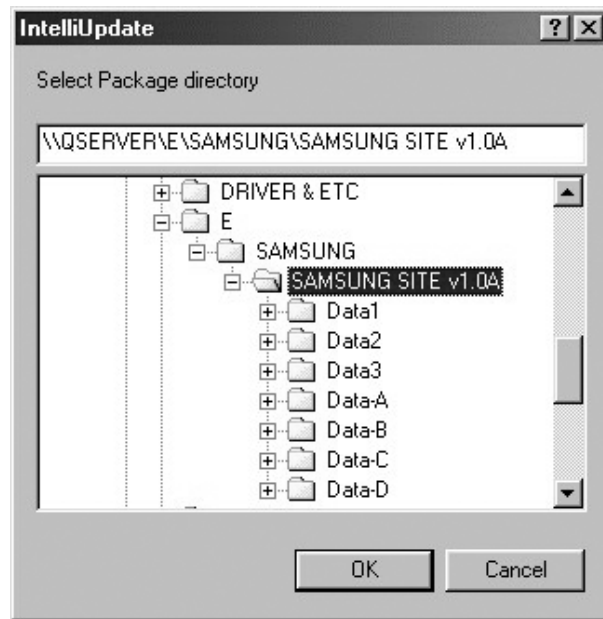 IntelliUpdate
Select Package directory
\\QSERVER\E\SAMSUNG\SAMSUNG SITE v1.0A
DRIVER & ETC
E
SAMSUNG
SAMSUNG SITE v1.0A
Data1
Data2
Data3
Data-A
Data-B
Data-C
Data-D
OK
Cancel